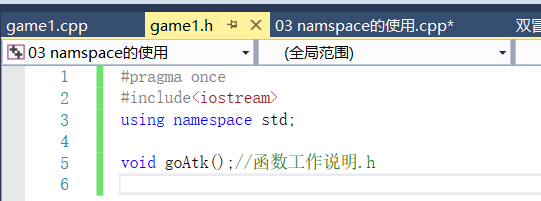 game1.cpp game1.h 03 namspace的使用.cpp*
03 namspace的使用 (全局范围)
1 #pragma once
2 #include<iostream>
3 using namespace std;
4
5 void goAtk();//函数工作说明.h
6